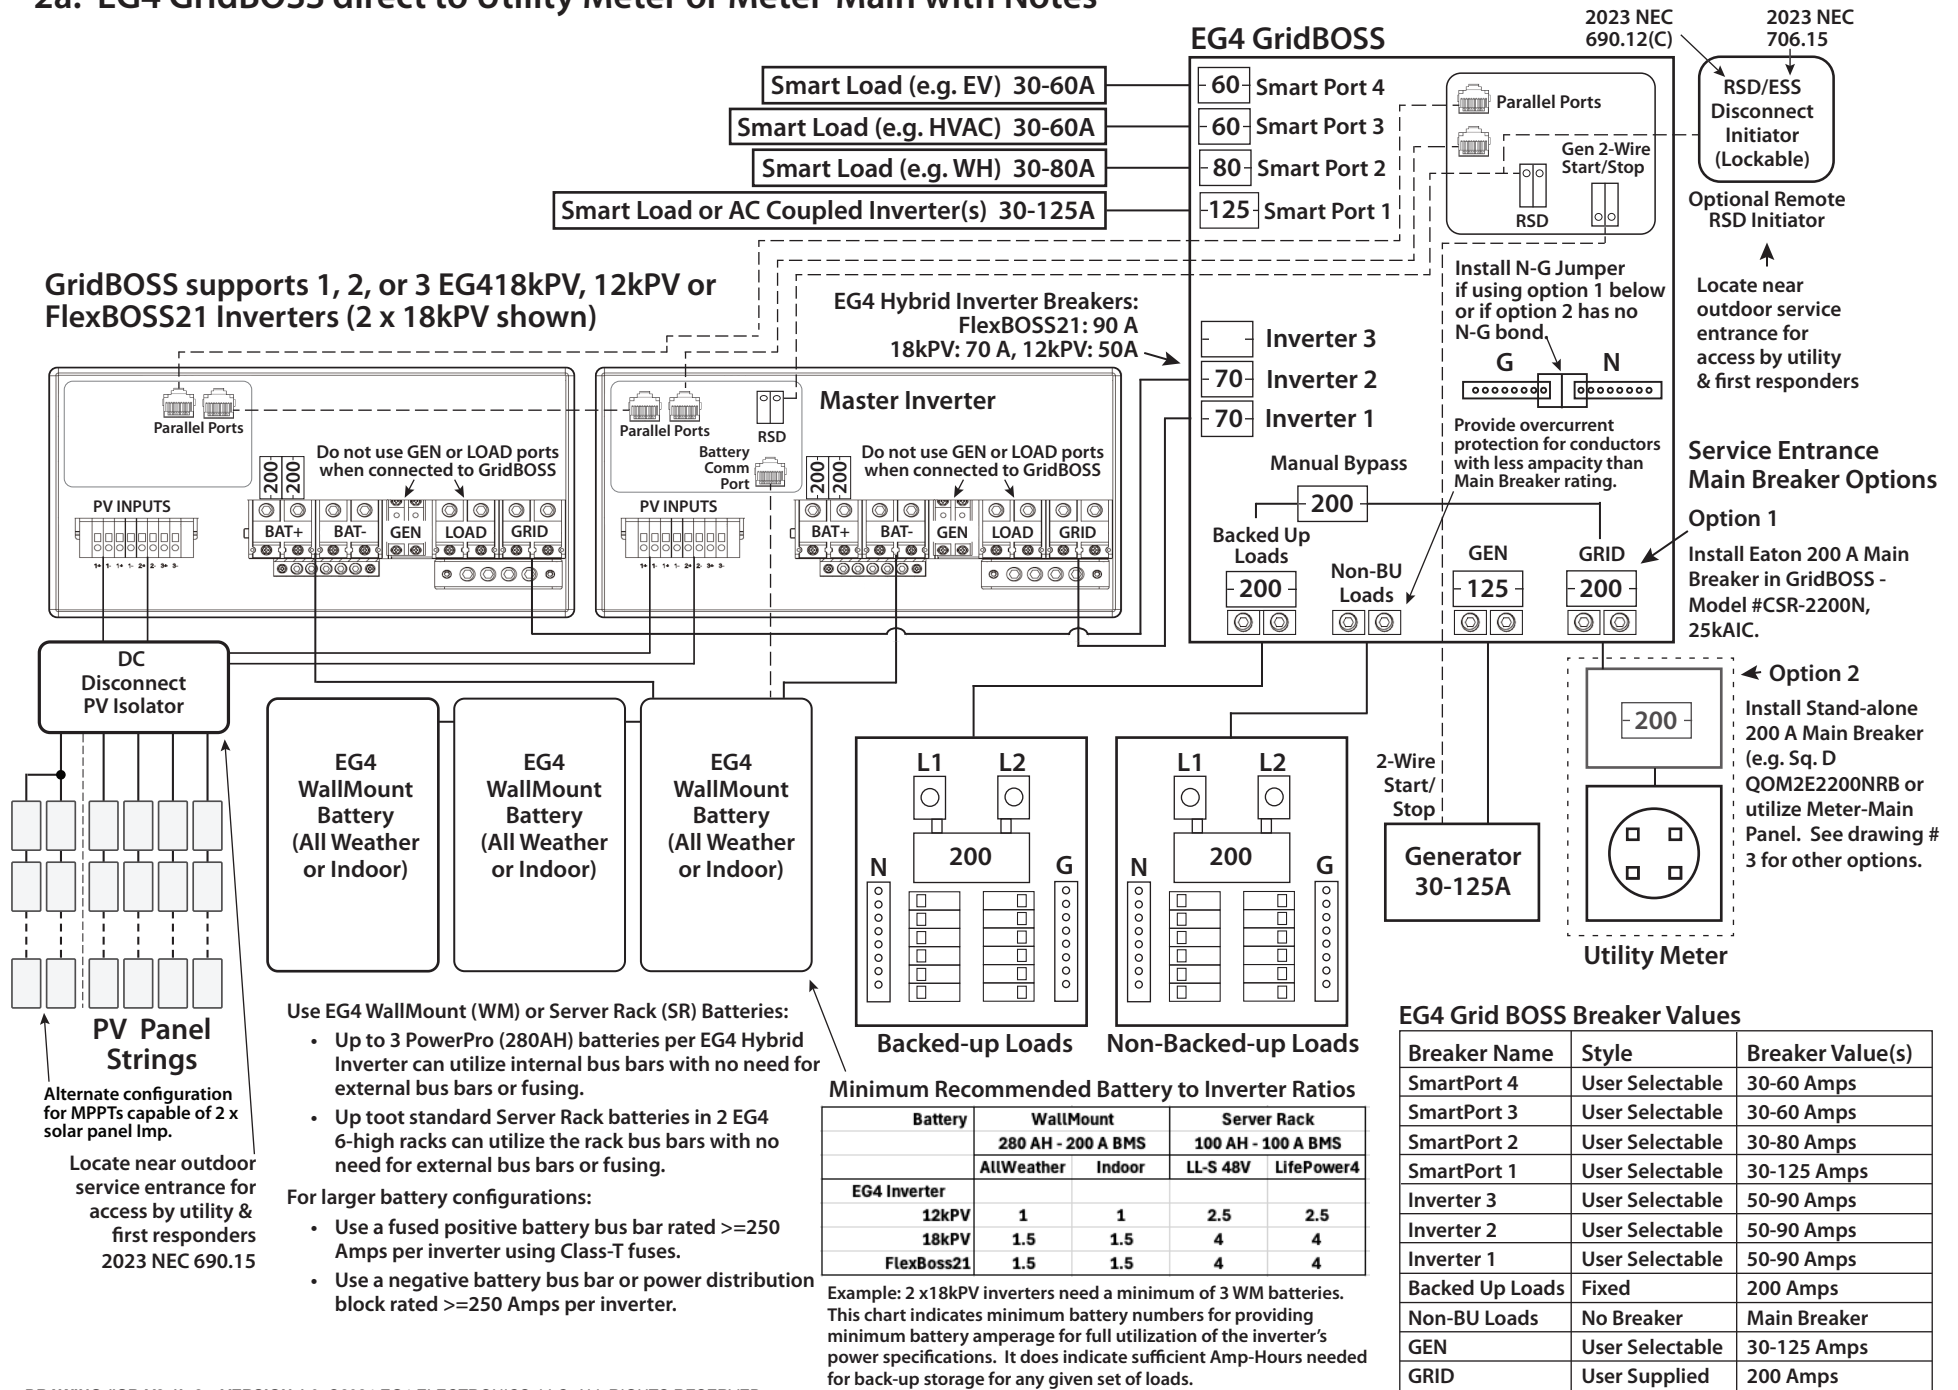 2a. EG4 GridBOSS direct to Utility Meter or Meter-Main with Notes
EG4 GridBOSS
2023 NEC
690.12(C)
2023 NEC
706.15
Smart Load (e.g. EV) 30-60A
Smart Load (e.g. HVAC) 30-60A
Smart Load (e.g. WH) 30-80A
Smart Load or AC Coupled Inverter(s) 30-125A
60 Smart Port 4
60 Smart Port 3
80 Smart Port 2
125 Smart Port 1
Parallel Ports
Gen 2-Wire
Start/Stop
RSD
RSD/ESS
Disconnect
Initiator
(Lockable)
Optional Remote
RSD Initiator
Locate near
outdoor service
entrance for
access by utility
& first responders
GridBOSS supports 1, 2, or 3 EG418kPV, 12kPV or
FlexBOSS21 Inverters (2 x 18kPV shown)
EG4 Hybrid Inverter Breakers:
FlexBOSS21: 90 A
18kPV: 70 A, 12kPV: 50A
Inverter 3
70 Inverter 2
70 Inverter 1
Install N-G Jumper
if using option 1 below
or if option 2 has no
N-G bond.
G
N
Provide overcurrent
protection for conductors
with less ampacity than
Main Breaker rating.
Manual Bypass
200
Backed Up
Loads
200
Non-BU
Loads
GEN
125
GRID
200
Service Entrance
Main Breaker Options
Option 1
Install Eaton 200 A Main
Breaker in GridBOSS -
Model #CSR-2200N,
25kAIC.
Option 2
Install Stand-alone
200 A Main Breaker
(e.g. Sq. D
QOM2E2200NRB or
utilize Meter-Main
Panel. See drawing #
3 for other options.
200
Utility Meter
Parallel Ports
Do not use GEN or LOAD ports
when connected to GridBOSS
200
200
PV INPUTS
BAT+
BAT-
GEN
LOAD
GRID
1+ 1- 1+ 1- 2+ 2- 3+ 3-
Master Inverter
Parallel Ports
RSD
Battery
Comm
Port
Do not use GEN or LOAD ports
when connected to GridBOSS
200
200
PV INPUTS
BAT+
BAT-
GEN
LOAD
GRID
1+ 1- 1+ 1- 2+ 2- 3+ 3-
DC
Disconnect
PV Isolator
EG4
WallMount
Battery
(All Weather
or Indoor)
EG4
WallMount
Battery
(All Weather
or Indoor)
EG4
WallMount
Battery
(All Weather
or Indoor)
L1
L2
200
N
G
Backed-up Loads
L1
L2
200
N
G
Non-Backed-up Loads
2-Wire
Start/
Stop
Generator
30-125A
PV Panel
Strings
Alternate configuration
for MPPTs capable of 2 x
solar panel Imp.
Locate near outdoor
service entrance for
access by utility &
first responders
2023 NEC 690.15
Use EG4 WallMount (WM) or Server Rack (SR) Batteries:
• Up to 3 PowerPro (280AH) batteries per EG4 Hybrid
Inverter can utilize internal bus bars with no need for
external bus bars or fusing.
• Up toot standard Server Rack batteries in 2 EG4
6-high racks can utilize the rack bus bars with no
need for external bus bars or fusing.
For larger battery configurations:
• Use a fused positive battery bus bar rated >=250
Amps per inverter using Class-T fuses.
• Use a negative battery bus bar or power distribution
block rated >=250 Amps per inverter.
Minimum Recommended Battery to Inverter Ratios
Battery WallMount Server Rack
280 AH - 200 A BMS 100 AH - 100 A BMS
AllWeather Indoor LL-S 48V LifePower4
EG4 Inverter
12kPV 1 1 2.5 2.5
18kPV 1.5 1.5 4 4
FlexBoss21 1.5 1.5 4 4
Example: 2 x18kPV inverters need a minimum of 3 WM batteries.
This chart indicates minimum battery numbers for providing
minimum battery amperage for full utilization of the inverter's
power specifications. It does indicate sufficient Amp-Hours needed
for back-up storage for any given set of loads.
EG4 Grid BOSS Breaker Values
Breaker Name Style Breaker Value(s)
SmartPort 4 User Selectable 30-60 Amps
SmartPort 3 User Selectable 30-60 Amps
SmartPort 2 User Selectable 30-80 Amps
SmartPort 1 User Selectable 30-125 Amps
Inverter 3 User Selectable 50-90 Amps
Inverter 2 User Selectable 50-90 Amps
Inverter 1 User Selectable 50-90 Amps
Backed Up Loads Fixed 200 Amps
Non-BU Loads No Breaker Main Breaker
GEN User Selectable 30-125 Amps
GRID User Supplied 200 Amps